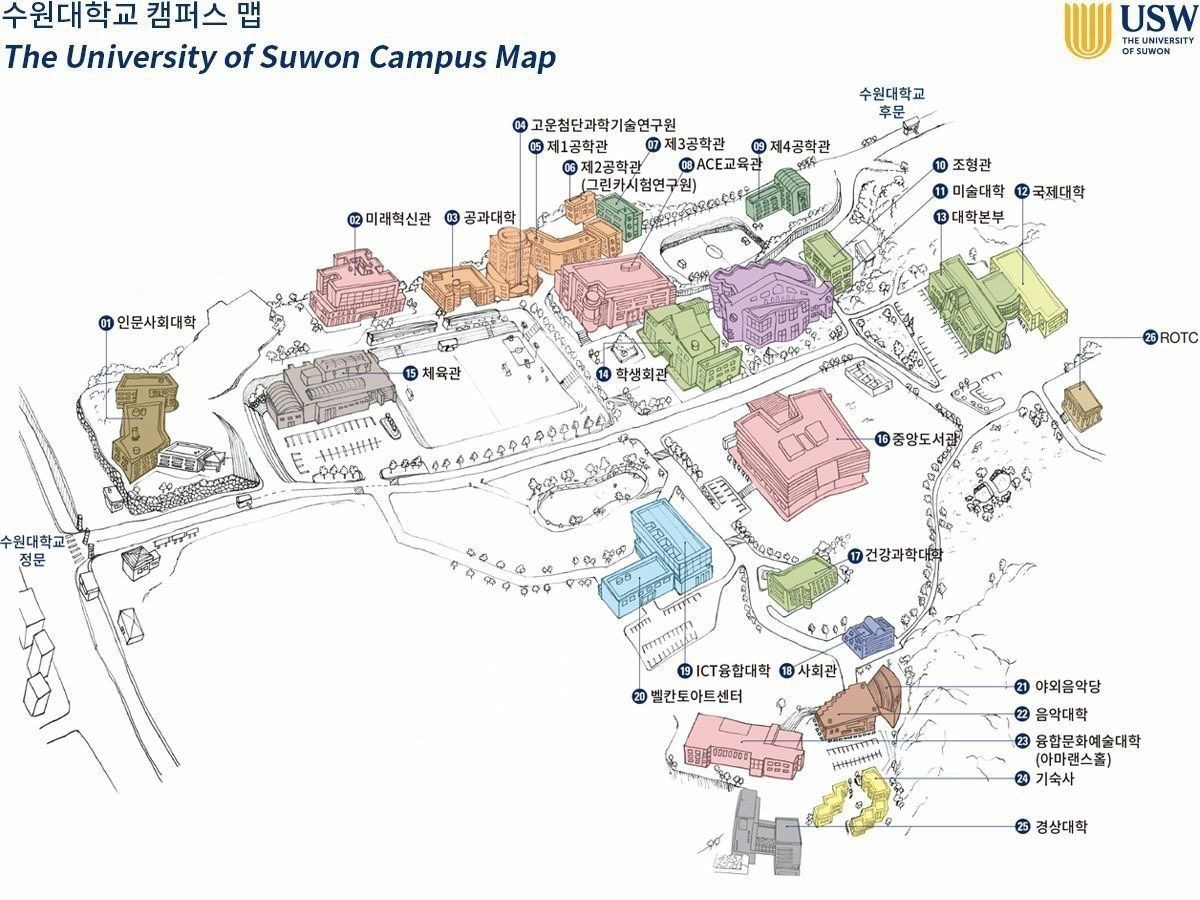 수원대학교 캠퍼스 맵
The University of Suwon Campus Map
USW
THE UNIVERSITY
OF SUWON
수원대학교
후문
04 고운첨단과학기술연구원
05 제1공학관
07 제3공학관
09 제4공학관
06 제2공학관
(그린카시험연구원)
08 ACE교육관
10 조형관
11 미술대학
12 국제대학
13 대학본부
02 미래혁신관
03 공과대학
01 인문사회대학
26 ROTC
15 체육관
14 학생회관
16 중앙도서관
수원대학교
정문
17 건강과학대학
19 ICT융합대학
18 사회관
20 벨칸토아트센터
21 야외음악당
22 음악대학
23 융합문화예술대학
(아마랜스홀)
24 기숙사
25 경상대학